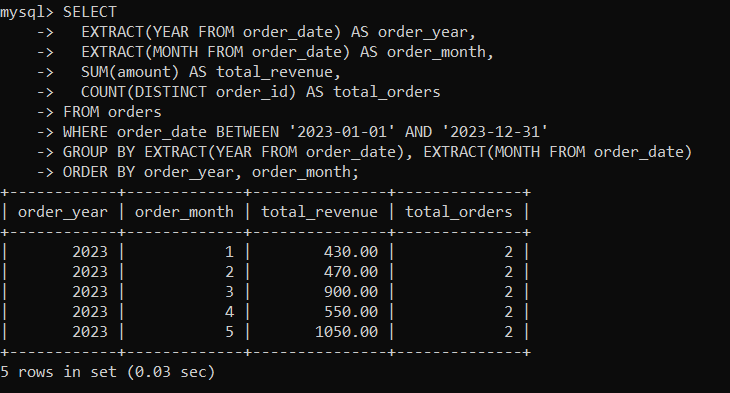 mysql> SELECT
    ->   EXTRACT(YEAR FROM order_date) AS order_year,
    ->   EXTRACT(MONTH FROM order_date) AS order_month,
    ->   SUM(amount) AS total_revenue,
    ->   COUNT(DISTINCT order_id) AS total_orders
    -> FROM orders
    -> WHERE order_date BETWEEN '2023-01-01' AND '2023-12-31'
    -> GROUP BY EXTRACT(YEAR FROM order_date), EXTRACT(MONTH FROM order_date)
    -> ORDER BY order_year, order_month;
+------------+-------------+---------------+--------------+
| order_year | order_month | total_revenue | total_orders |
+------------+-------------+---------------+--------------+
|       2023 |           1 |        430.00 |            2 |
|       2023 |           2 |        470.00 |            2 |
|       2023 |           3 |        900.00 |            2 |
|       2023 |           4 |        550.00 |            2 |
|       2023 |           5 |       1050.00 |            2 |
+------------+-------------+---------------+--------------+
5 rows in set (0.03 sec)